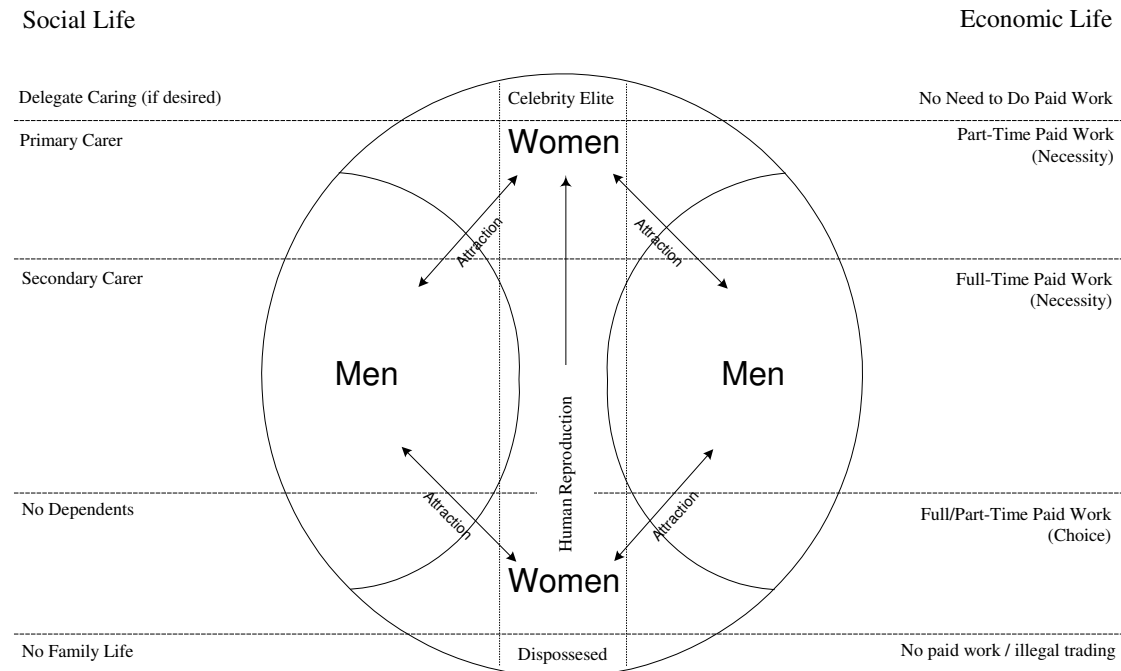 Social Life
Economic Life
Delegate Caring (if desired)
Celebrity Elite
No Need to Do Paid Work
Primary Carer
Women
Part-Time Paid Work
(Necessity)
Attraction
Attraction
Secondary Carer
Full-Time Paid Work
(Necessity)
Men
Men
Human Reproduction
Attraction
Attraction
No Dependents
Full/Part-Time Paid Work
(Choice)
Women
No Family Life
Dispossesed
No paid work / illegal trading